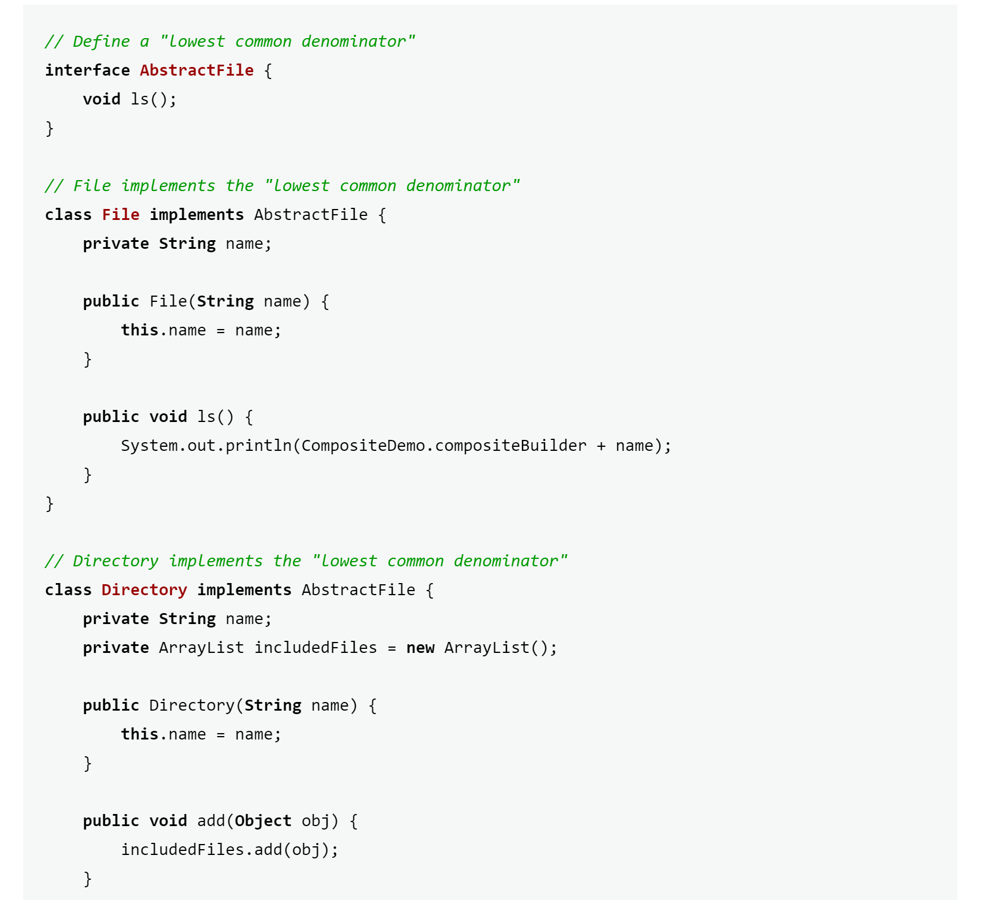 // Define a "lowest common denominator"
interface AbstractFile {
    void ls();
}
// File implements the "lowest common denominator"
class File implements AbstractFile {
    private String name;
    public File(String name) {
        this.name = name;
    }
    public void ls() {
        System.out.println(CompositeDemo.compositeBuilder + name);
    }
}
// Directory implements the "lowest common denominator"
class Directory implements AbstractFile {
    private String name;
    private ArrayList includedFiles = new ArrayList();
    public Directory(String name) {
        this.name = name;
    }
    public void add(Object obj) {
        includedFiles.add(obj);
    }